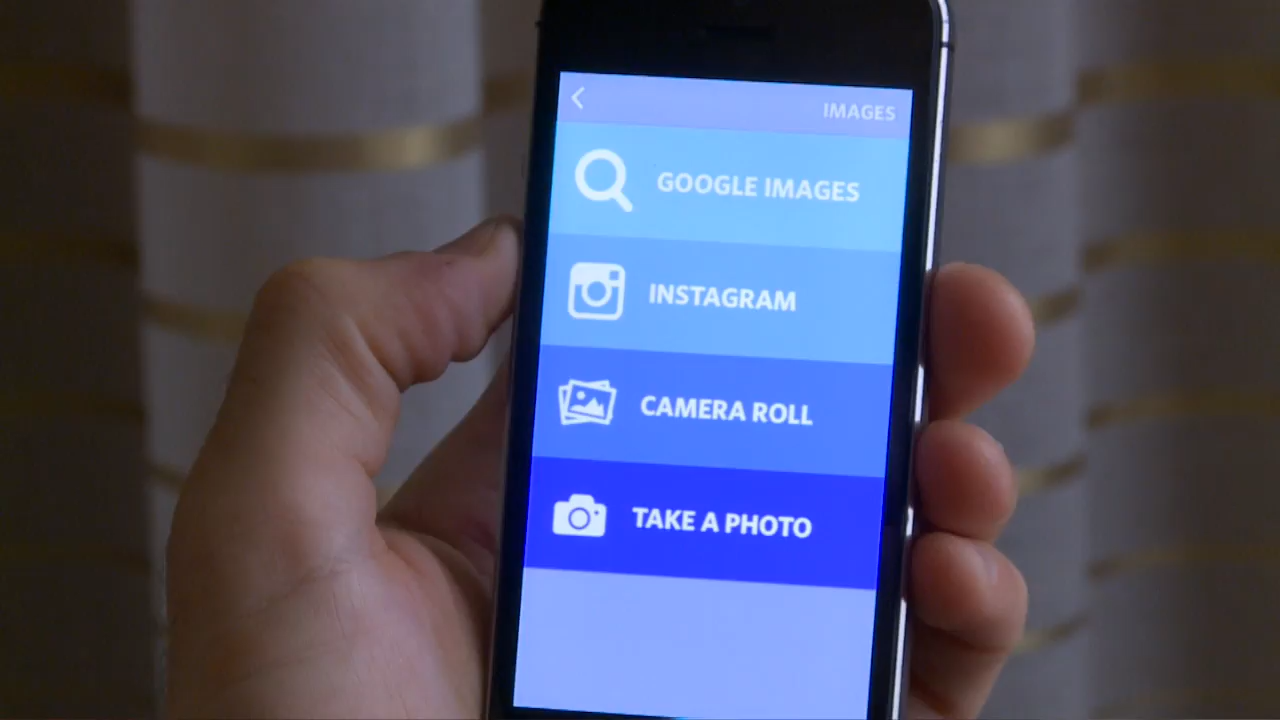 IMAGES
GOOGLE IMAGES
INSTAGRAM
CAMERA ROLL
TAKE A PHOTO